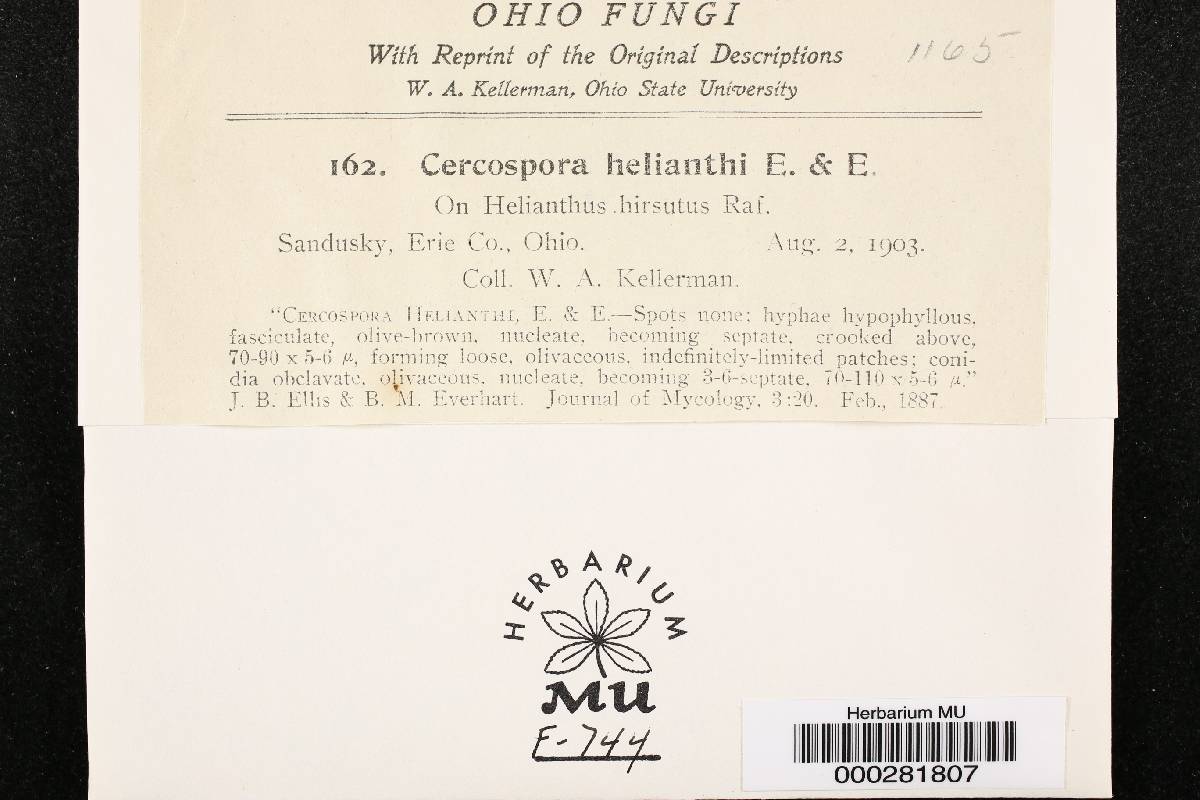 OHIO FUNGI
With Reprint of the Original Descriptions
1165
W. A. Kellerman, Ohio State University
162. Cercospora helianthi E. & E.
On Helianthus hirsutus Raf.
Sandusky, Erie Co., Ohio. Aug. 2, 1903.
Coll. W. A. Kellerman.
"CERCOSPORA HELIANTHI, E. & E.—Spots none; hyphae hypophyllous,
fasciculate, olive-brown, nucleate, becoming septate, crooked above,
70-90 x 5-6 μ, forming loose, olivaceous, indefinitely-limited patches; coni-
dia obclavate, olivaceous, nucleate, becoming 3-6-septate, 70-110 x 5-6 μ."
J. B. Ellis & B. M. Everhart. Journal of Mycology, 3:20. Feb., 1887.
HERBARIUM
MU
F-744
Herbarium MU
000281807